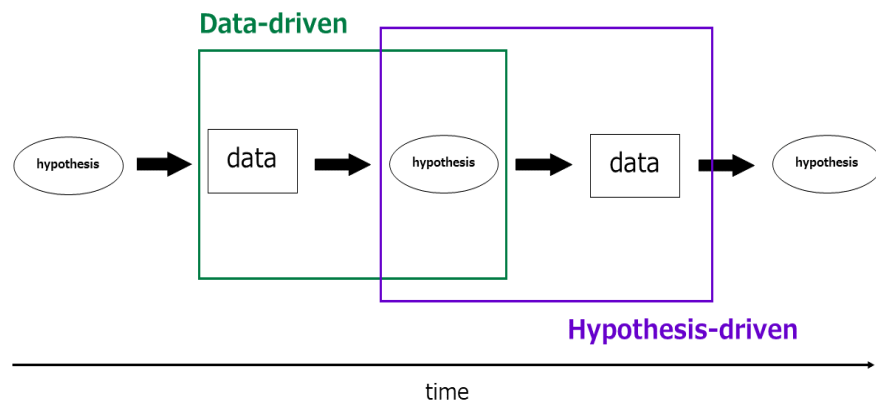 Data-driven
hypothesis
data
hypothesis
data
hypothesis
Hypothesis-driven
time